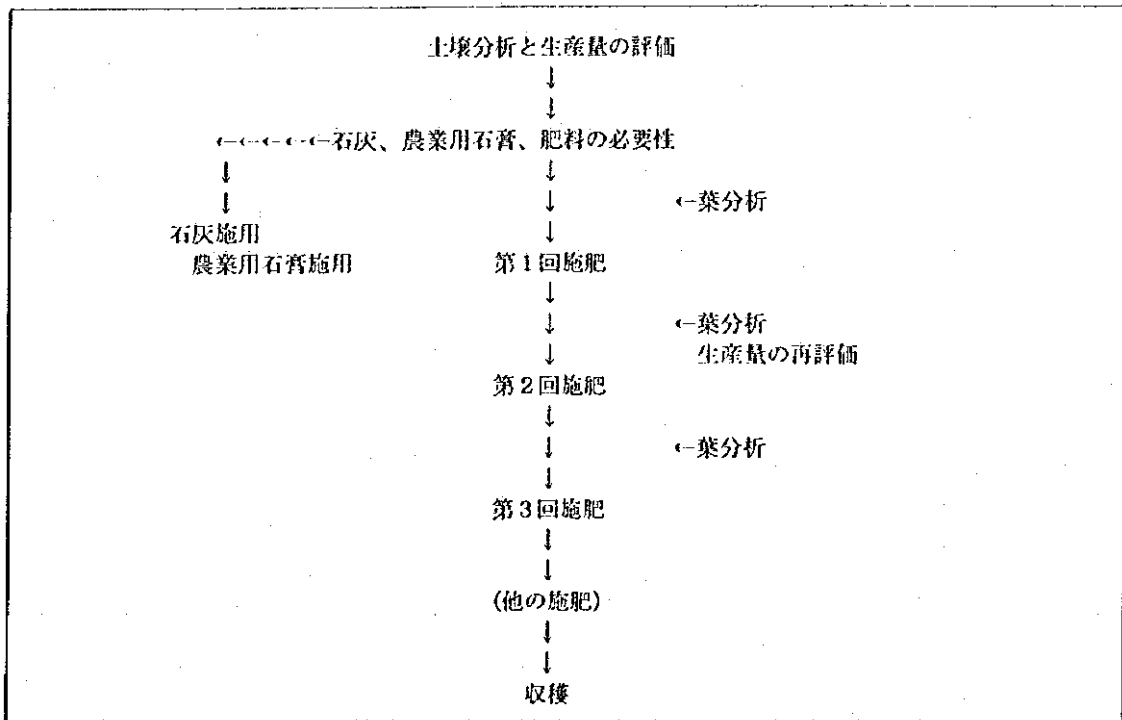 土壌分析と生産量の評価
↓
↓
←←←←←石灰、農業用石膏、肥料の必要性
↓ ↓
↓ ↓ ←葉分析
石灰施用 ↓
農業用石膏施用 第1回施肥
↓
↓ ←葉分析
↓ 生産量の再評価
第2回施肥
↓
↓ ←葉分析
↓
第3回施肥
↓
↓
(他の施肥)
↓
↓
収穫